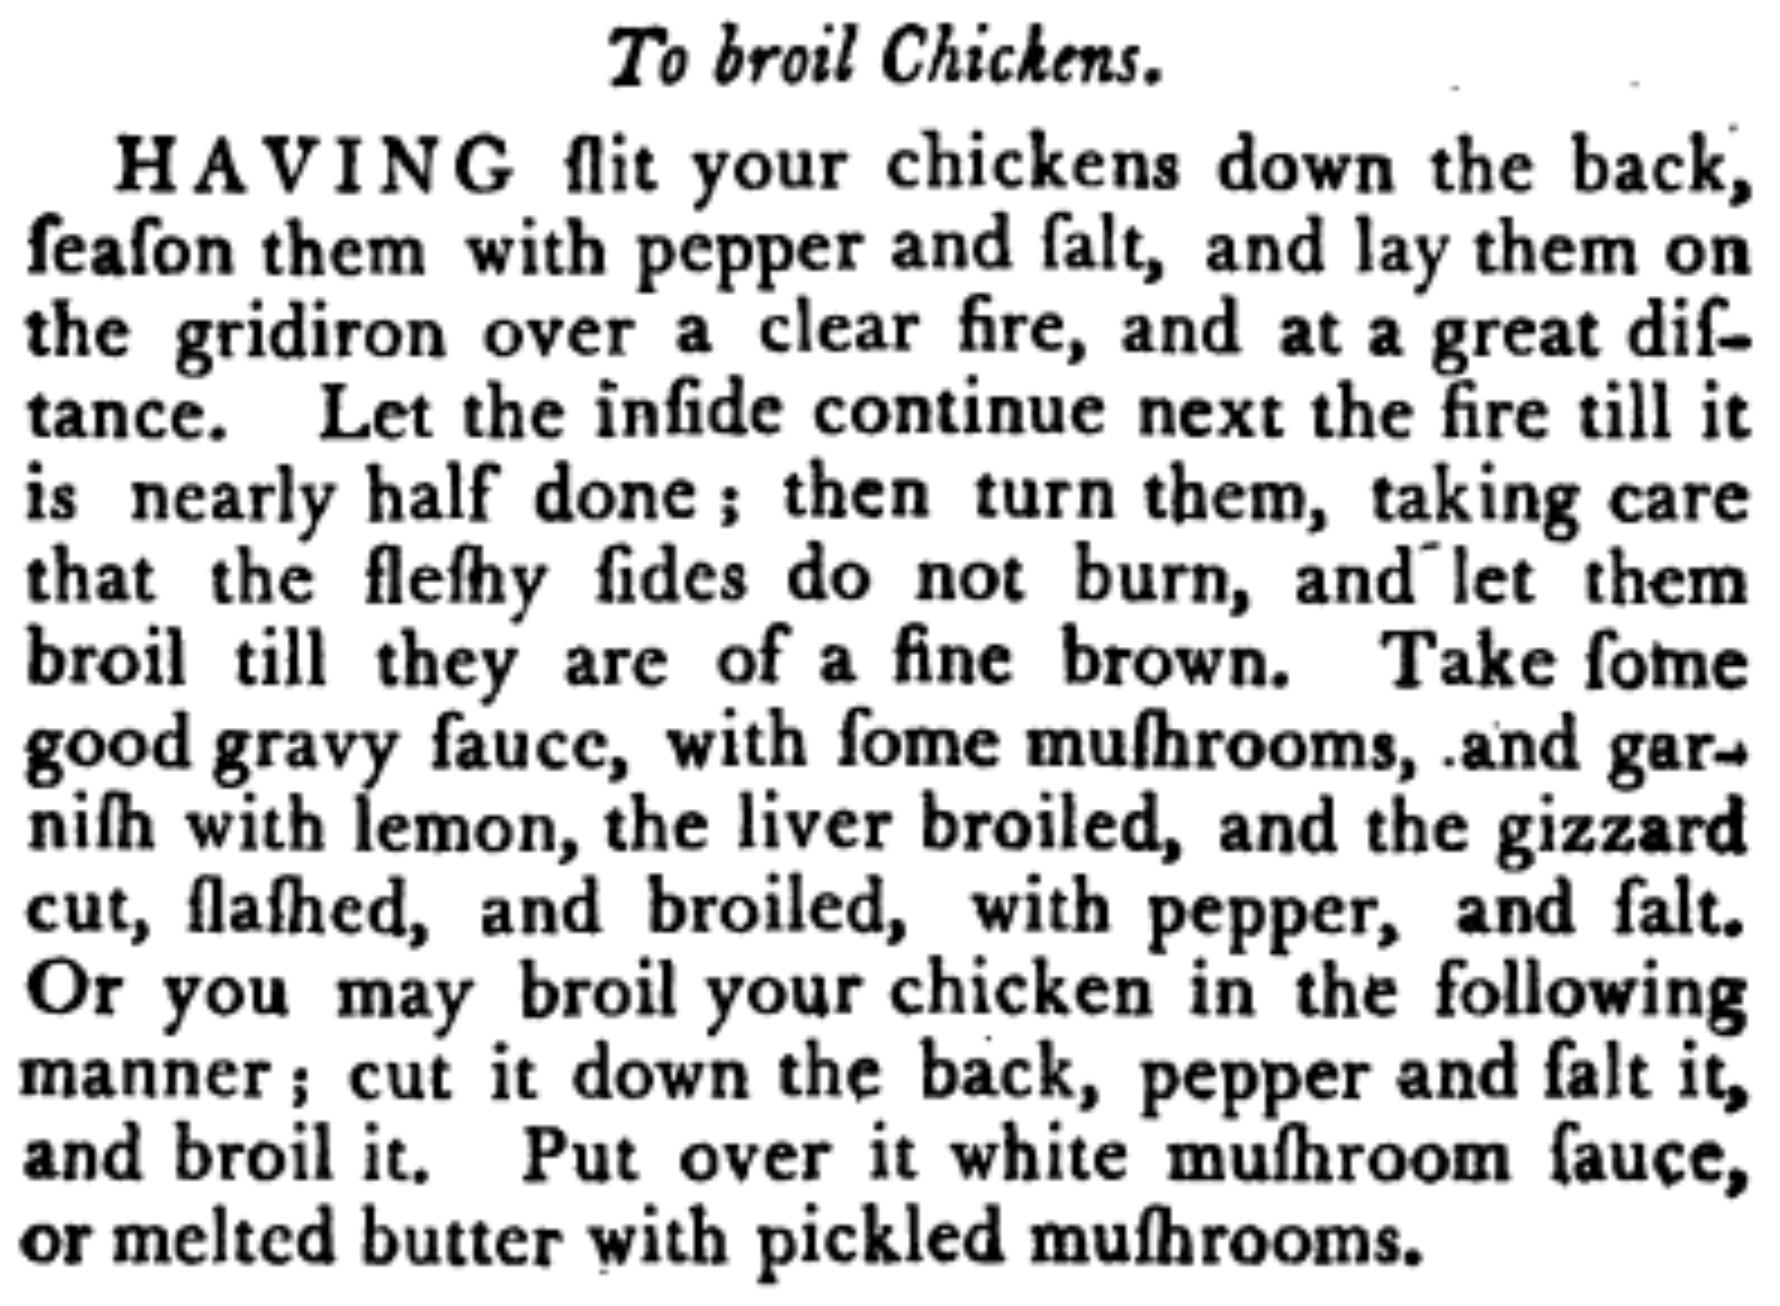 To broil Chickens.
HAVING ſlit your chickens down the back,
ſeaſon them with pepper and ſalt, and lay them on
the gridiron over a clear fire, and at a great diſ-
tance. Let the inſide continue next the fire till it
is nearly half done; then turn them, taking care
that the fleſhy ſides do not burn, and let them
broil till they are of a fine brown. Take ſome
good gravy ſauce, with ſome muſhrooms, and gar-
niſh with lemon, the liver broiled, and the gizzard
cut, ſlaſhed, and broiled, with pepper, and ſalt.
Or you may broil your chicken in the following
manner; cut it down the back, pepper and ſalt it,
and broil it. Put over it white muſhroom ſauce,
or melted butter with pickled muſhrooms.